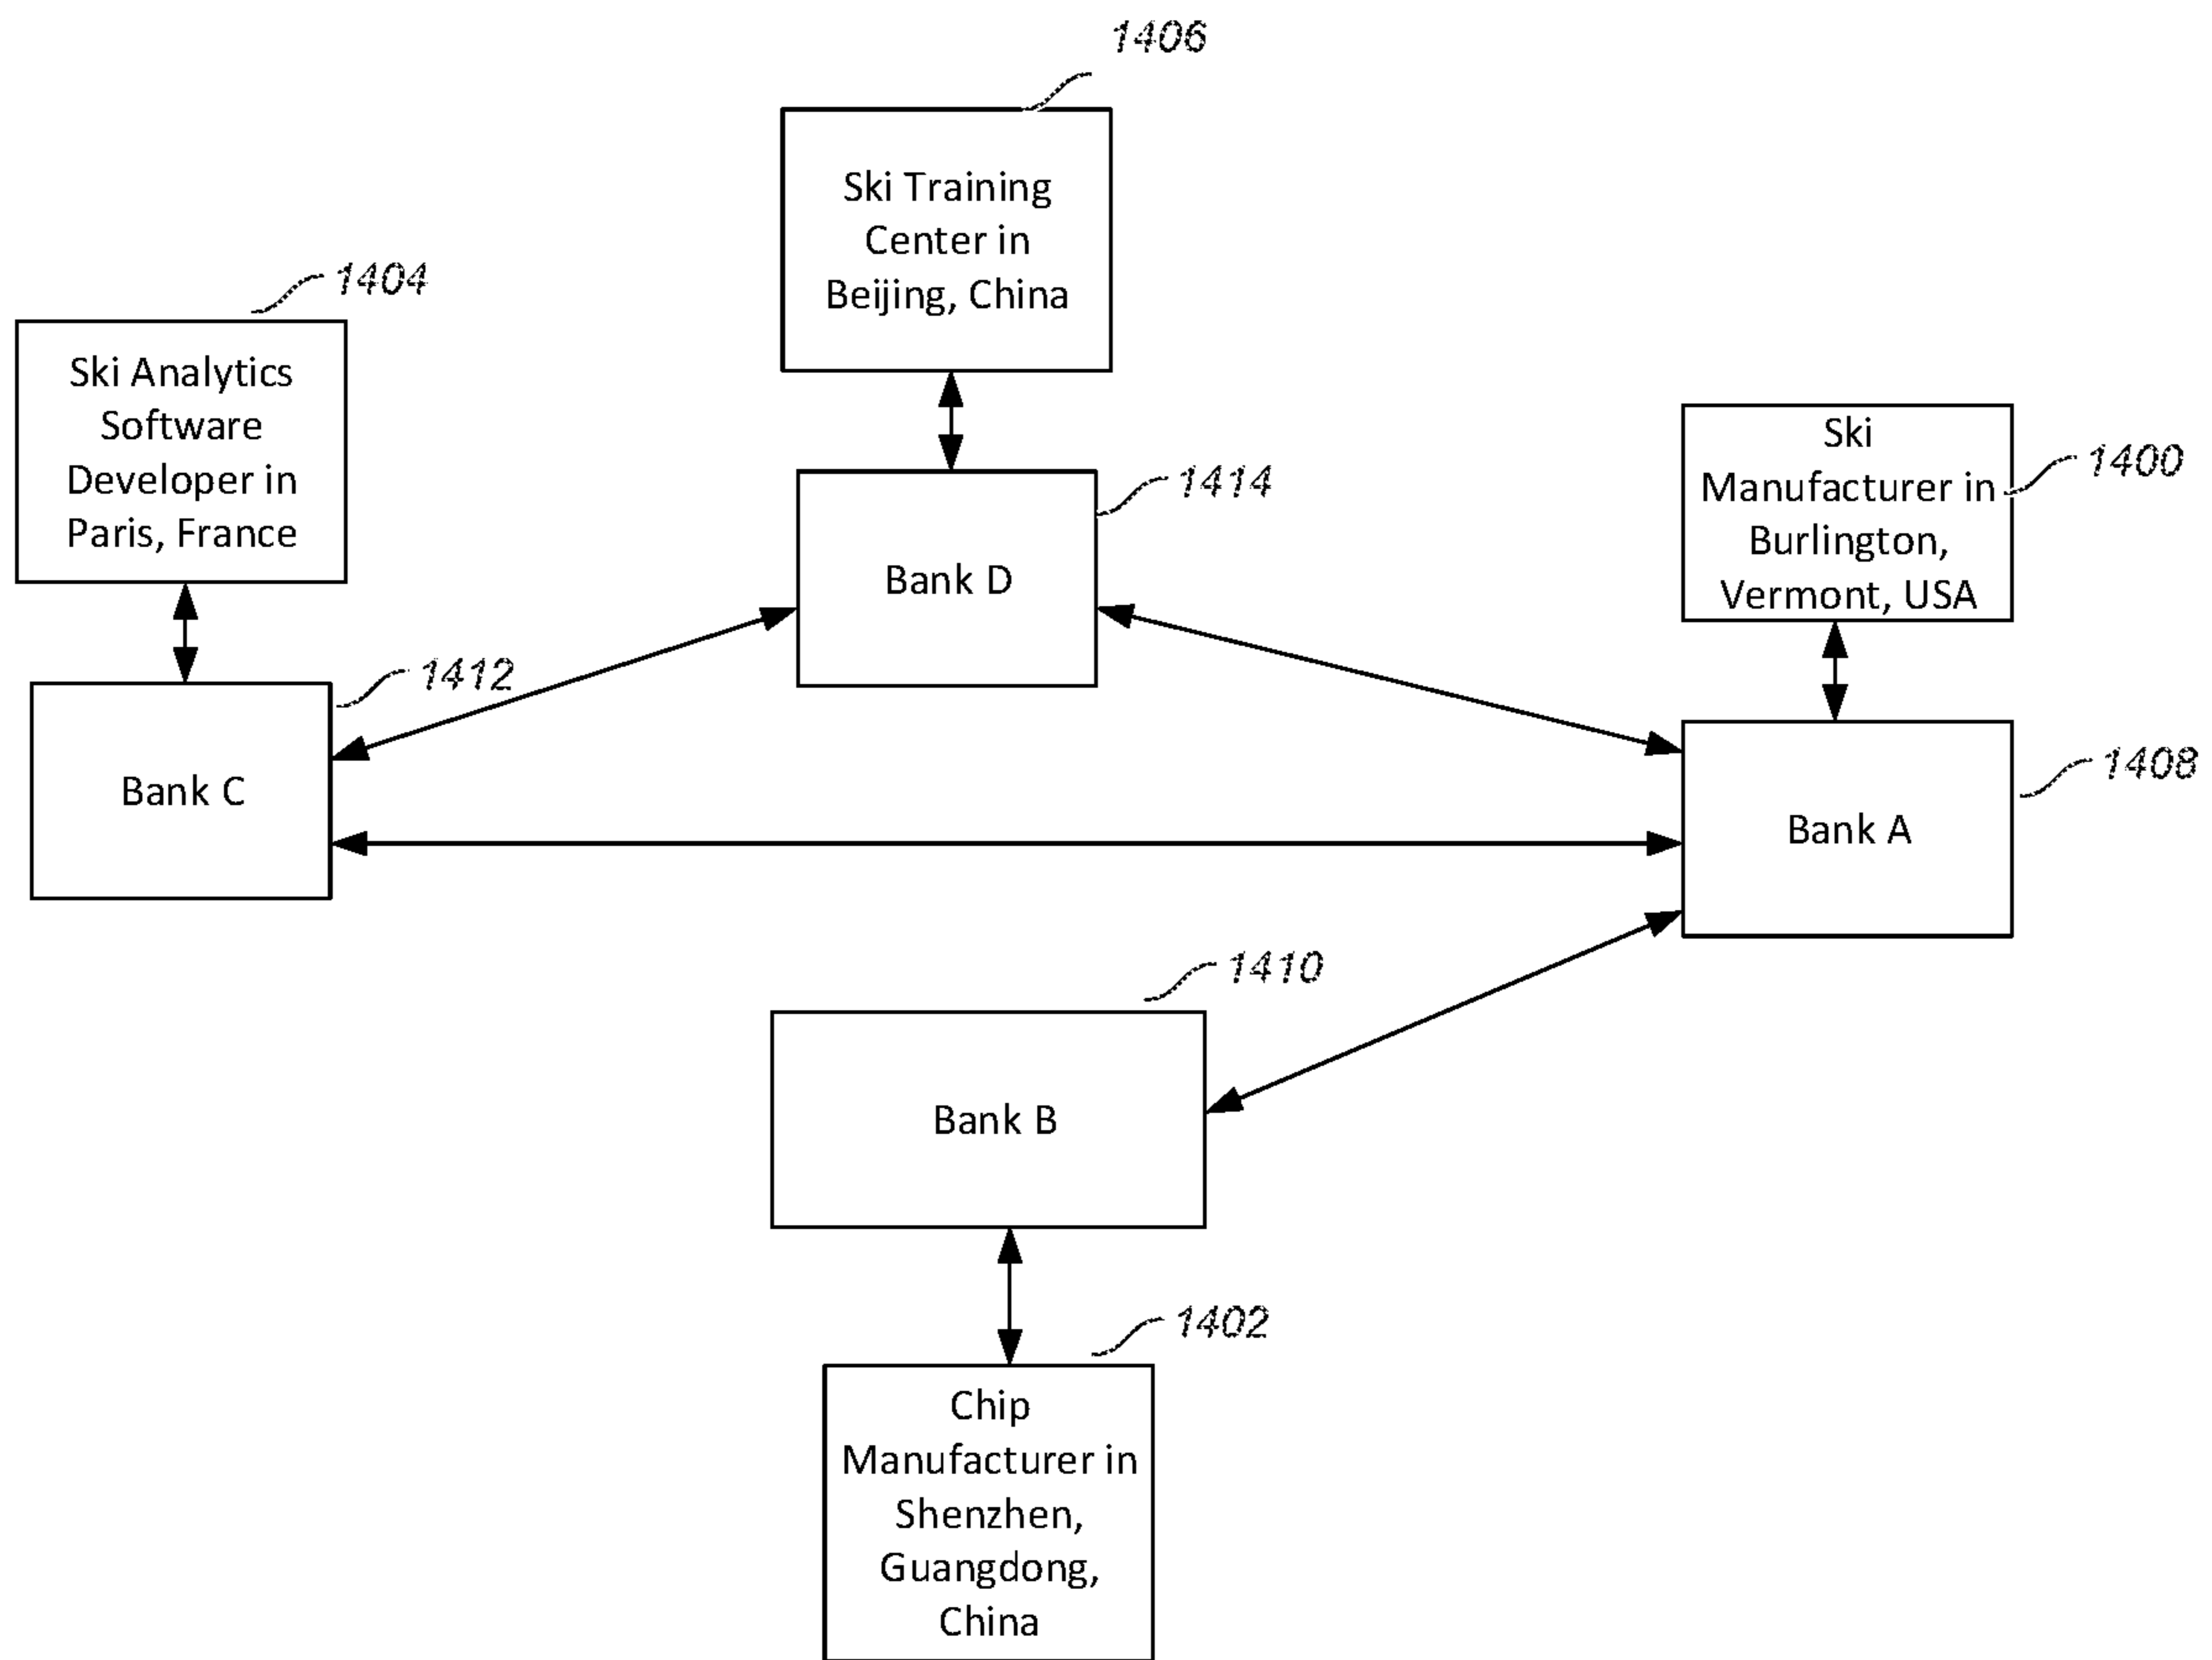 1406
Ski Training
Center in
Beijing, China
1404
Ski Analytics
Software
Developer in
Paris, France
Ski
Manufacturer in
Burlington,
Vermont, USA
1400
1414
Bank D
1412
Bank C
1408
Bank A
1410
Bank B
1402
Chip
Manufacturer in
Shenzhen,
Guangdong,
China